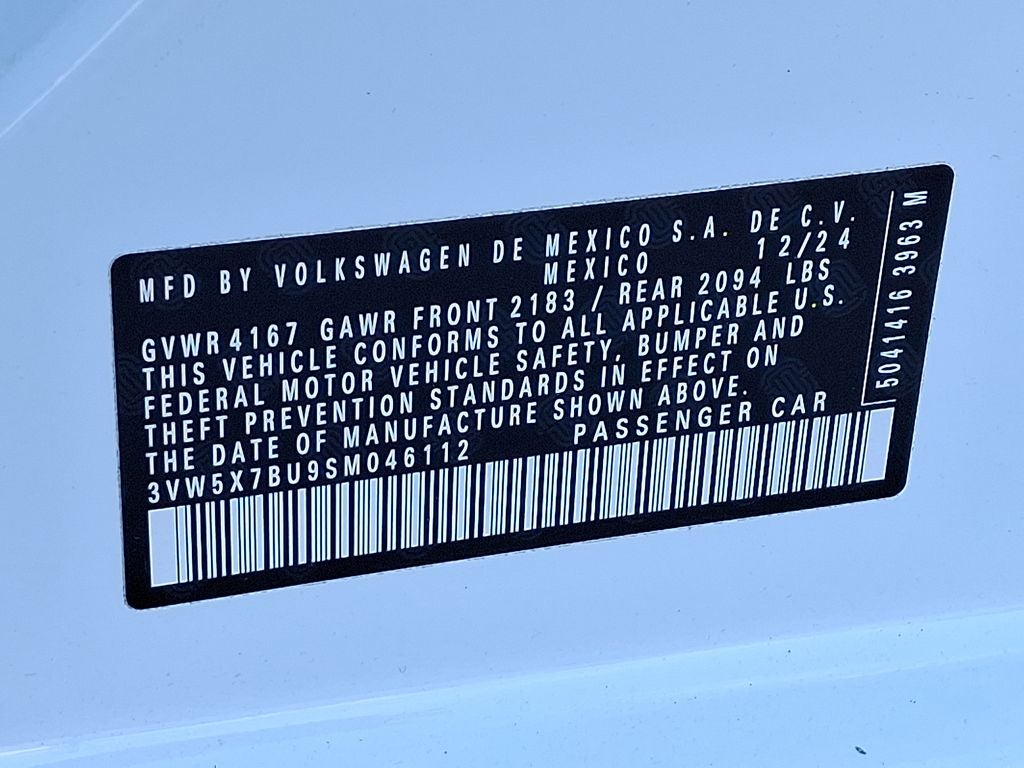 MFD BY VOLKSWAGEN DE MEXICO S.A. DE C.V.
MEXICO 12/24
GVWR 4167 GAWR FRONT 2183 / REAR 2094 LBS
THIS VEHICLE CONFORMS TO ALL APPLICABLE U.S.
FEDERAL MOTOR VEHICLE SAFETY, BUMPER AND
THEFT PREVENTION STANDARDS IN EFFECT ON
THE DATE OF MANUFACTURE SHOWN ABOVE.
3VW5X7BU9SM046112 PASSENGER CAR
5041416 3963 M